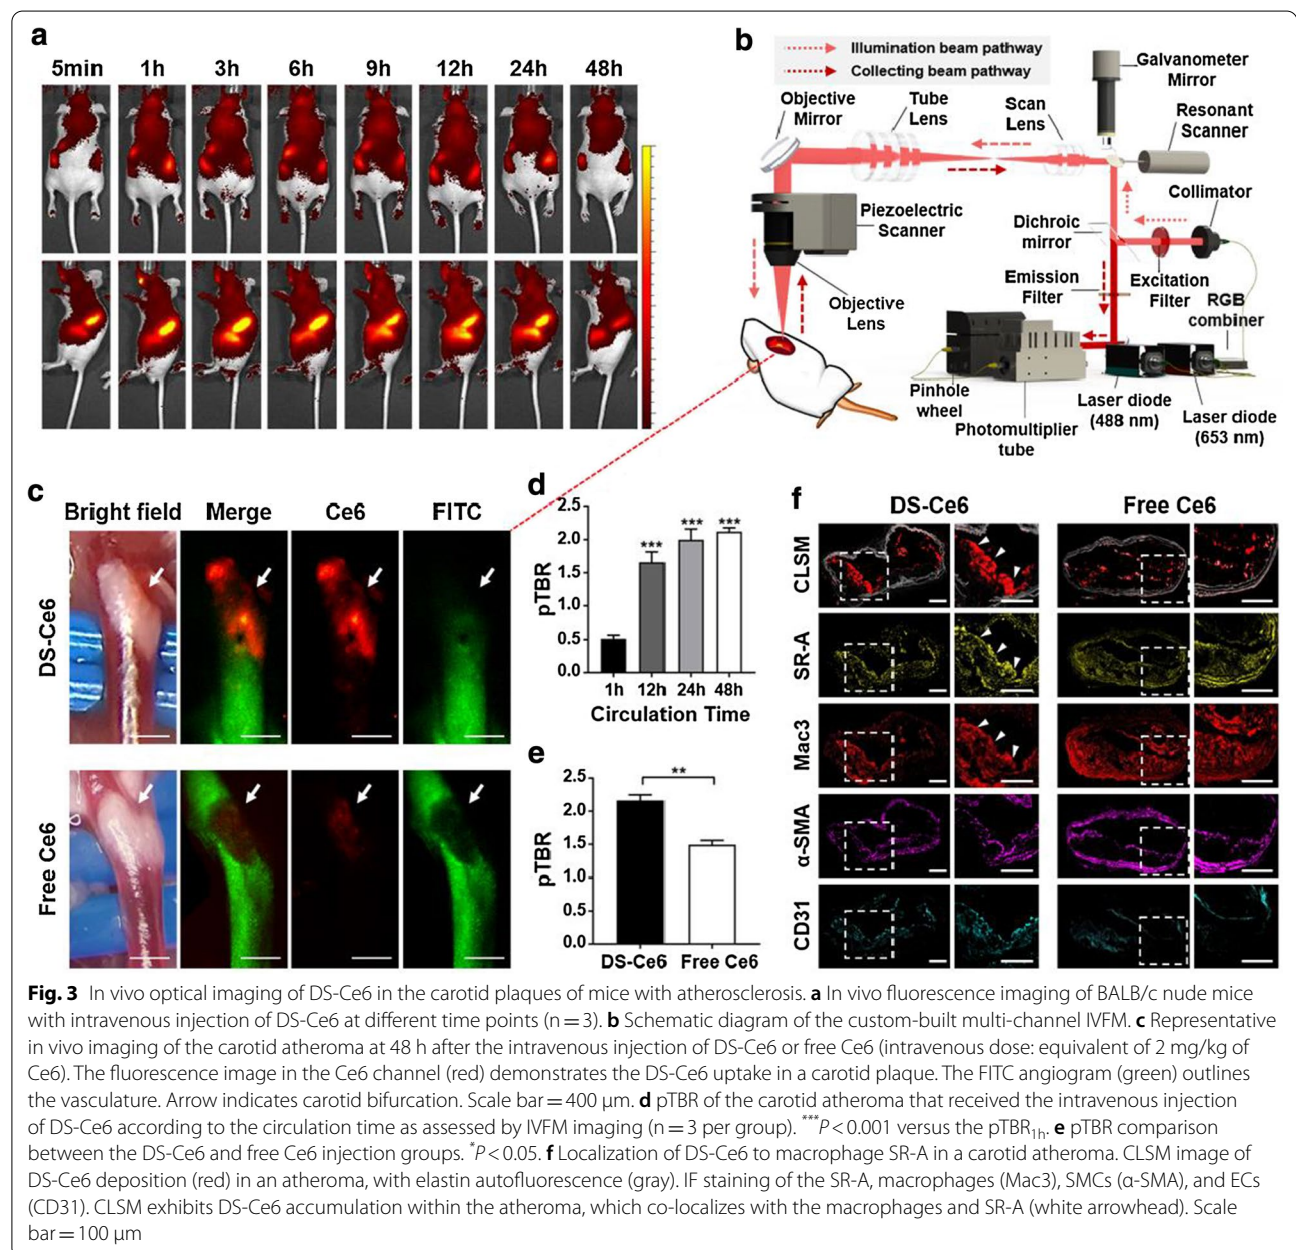 a
5min 1h 3h 6h 9h 12h 24h 48h
b
Illumination beam pathway
Collecting beam pathway
Galvanometer
Mirror
Objective
Mirror
Tube
Lens
Scan
Lens
Resonant
Scanner
Collimator
Piezoelectric
Scanner
Dichroic
mirror
Emission
Filter
Excitation
Filter
RGB
combiner
Objective
Lens
Pinhole
wheel
Photomultiplier
tube
Laser diode
(488 nm)
Laser diode
(653 nm)
c
Bright field Merge Ce6 FITC
DS-Ce6
Free Ce6
d
pTBR
2.5
2.0
1.5
1.0
0.5
0.0
*** *** ***
1h 12h 24h 48h
Circulation Time
e
pTBR
2.5
2.0
1.5
1.0
0.5
0.0
**
DS-Ce6 Free Ce6
f
DS-Ce6 Free Ce6
CLSM
SR-A
Mac3
α-SMA
CD31
Fig. 3 In vivo optical imaging of DS-Ce6 in the carotid plaques of mice with atherosclerosis. a In vivo fluorescence imaging of BALB/c nude mice
with intravenous injection of DS-Ce6 at different time points (n = 3). b Schematic diagram of the custom-built multi-channel IVFM. c Representative
in vivo imaging of the carotid atheroma at 48 h after the intravenous injection of DS-Ce6 or free Ce6 (intravenous dose: equivalent of 2 mg/kg of
Ce6). The fluorescence image in the Ce6 channel (red) demonstrates the DS-Ce6 uptake in a carotid plaque. The FITC angiogram (green) outlines
the vasculature. Arrow indicates carotid bifurcation. Scale bar = 400 μm. d pTBR of the carotid atheroma that received the intravenous injection
of DS-Ce6 according to the circulation time as assessed by IVFM imaging (n = 3 per group). ***P < 0.001 versus the pTBR1h. e pTBR comparison
between the DS-Ce6 and free Ce6 injection groups. *P < 0.05. f Localization of DS-Ce6 to macrophage SR-A in a carotid atheroma. CLSM image of
DS-Ce6 deposition (red) in an atheroma, with elastin autofluorescence (gray). IF staining of the SR-A, macrophages (Mac3), SMCs (α-SMA), and ECs
(CD31). CLSM exhibits DS-Ce6 accumulation within the atheroma, which co-localizes with the macrophages and SR-A (white arrowhead). Scale
bar = 100 μm